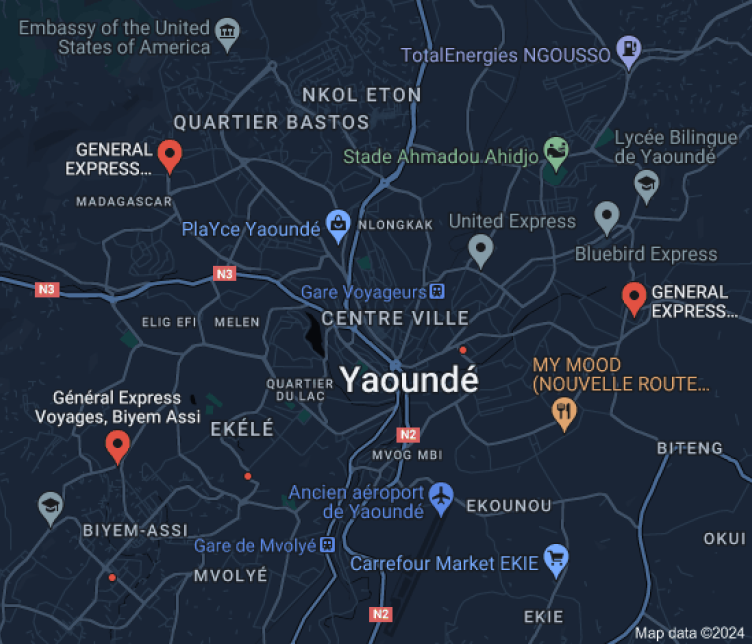 Embassy of the United
States of America
TotalEnergies NGOUSSO
NKOL ETON
QUARTIER BASTOS
GENERAL
EXPRESS...
Stade Ahmadou Ahidjo
Lycée Bilingue
de Yaoundé
MADAGASCAR
PlaYce Yaoundé
NLONGKAK
United Express
Bluebird Express
N3
N3
Gare Voyageurs
GENERAL
EXPRESS...
ELIG EFI
MELEN
CENTRE VILLE
Yaoundé
MY MOOD
(NOUVELLE ROUTE...
QUARTIER
DU LAC
Général Express
Voyages, Biyem Assi
EKÉLÉ
N2
MVOG MBI
BITENG
Ancien aéroport
de Yaoundé
EKOUNOU
BIYEM-ASSI
Gare de Mvolyé
OKUI
Carrefour Market EKIE
MVOLYÉ
N2
EKIE
Map data ©2024